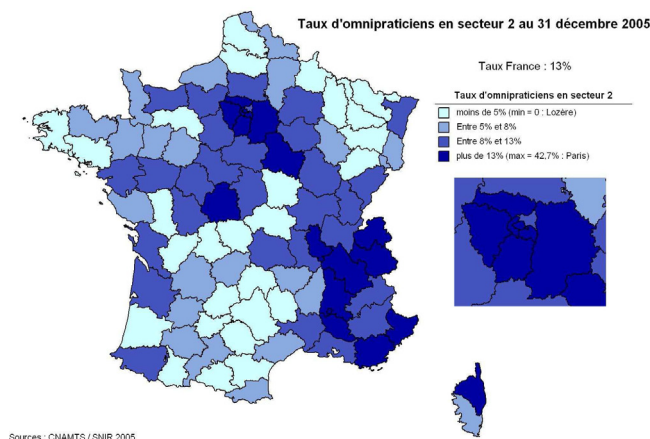 Taux d'omnipraticiens en secteur 2 au 31 décembre 2005
Taux France : 13%
Taux d'omnipraticiens en secteur 2
moins de 5% (min = 0 : Lozère)
Entre 5% et 8%
Entre 8% et 13%
plus de 13% (max = 42,7% : Paris)
Sources : CNAMTS / SNIR 2005